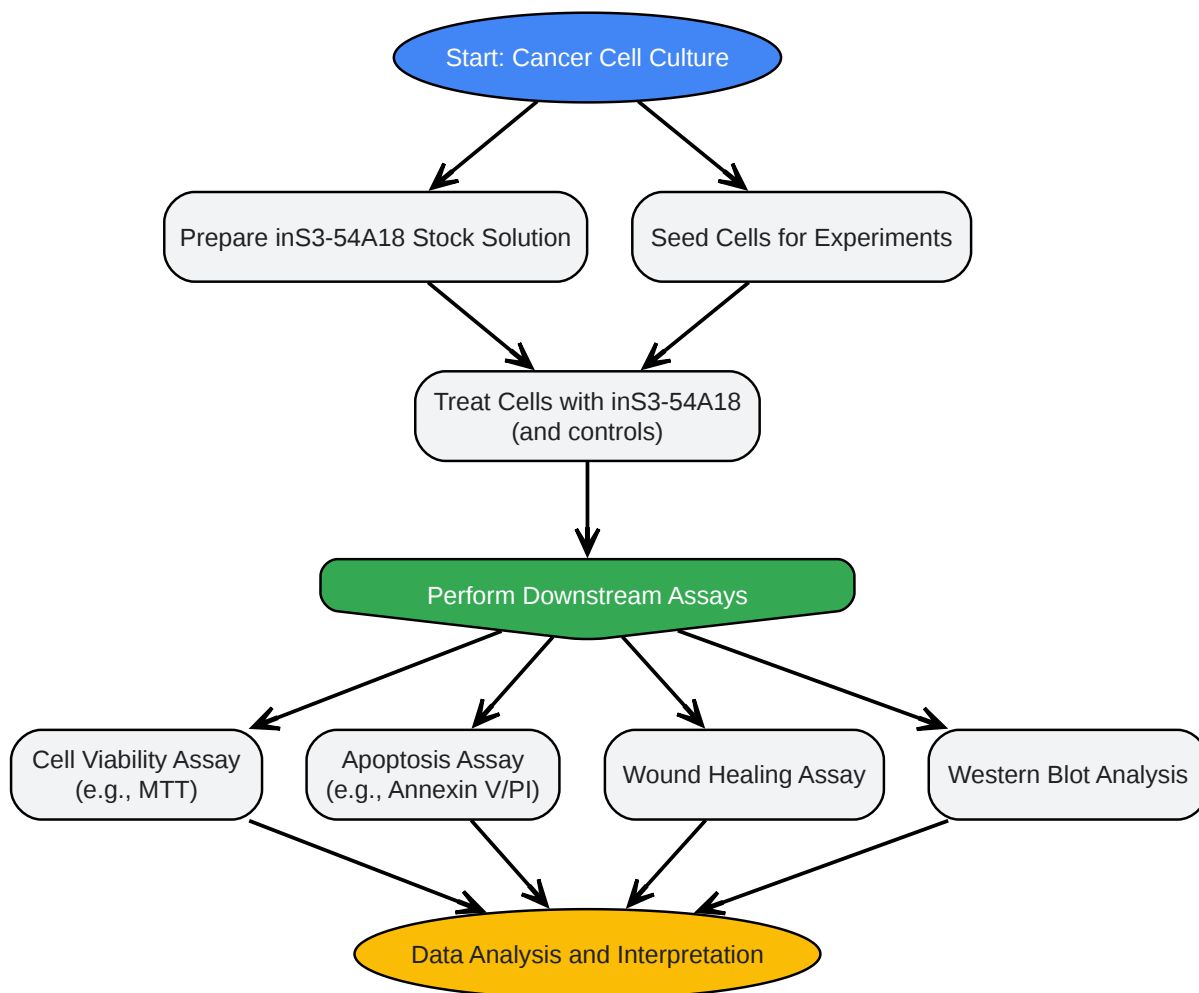 Start: Cancer Cell Culture
Prepare inS3-54A18 Stock Solution
Seed Cells for Experiments
Treat Cells with inS3-54A18
(and controls)
Perform Downstream Assays
Cell Viability Assay
(e.g., MTT)
Apoptosis Assay
(e.g., Annexin V/PI)
Wound Healing Assay
Western Blot Analysis
Data Analysis and Interpretation